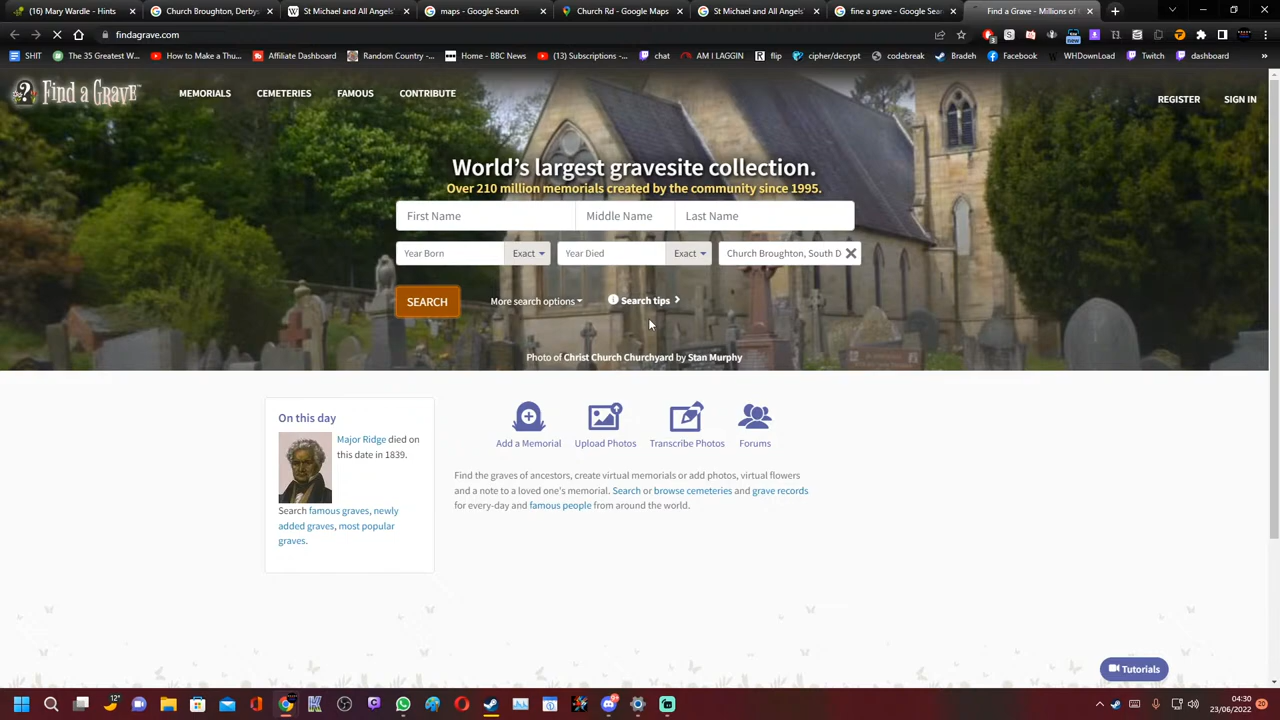 (1) Mary Wardle - Hints
Church Broughton, Derbys
St Michael and All Angels'
maps - Google Search
Church Rd - Google Maps
St Michael and All Angels'
fine a grave - Google Sear
Find a Grave - Millions of
findagrave.com
SHIT
The 35 Greatest W...
How to Make a Thu...
Affiliate Dashboard
Random Country -...
Home - BBC News
(13) Subscriptions -...
chat
AM I LAGGIN
flip
cipher/decrypt
codebreak
Bradeh
Facebook
WHDownLoad
Twitch
dashboard
Find a Grave
MEMORIALS
CEMETERIES
FAMOUS
CONTRIBUTE
REGISTER
SIGN IN
World's largest gravesite collection.
Over 210 million memorials created by the community since 1995.
First Name
Middle Name
Last Name
Year Born
Exact
Year Died
Exact
Church Broughton, South D
SEARCH
More search options
Search tips
Photo of Christ Church Churchyard by Stan Murphy
On this day
Major Ridge died on
this date in 1839.
Search famous graves, newly
added graves, most popular
graves.
Add a Memorial
Upload Photos
Transcribe Photos
Forums
Find the graves of ancestors, create virtual memorials or add photos, virtual flowers
and a note to a loved one's memorial. Search or browse cemeteries and grave records
for every-day and famous people from around the world.
Tutorials
12°
04:30
23/06/2022